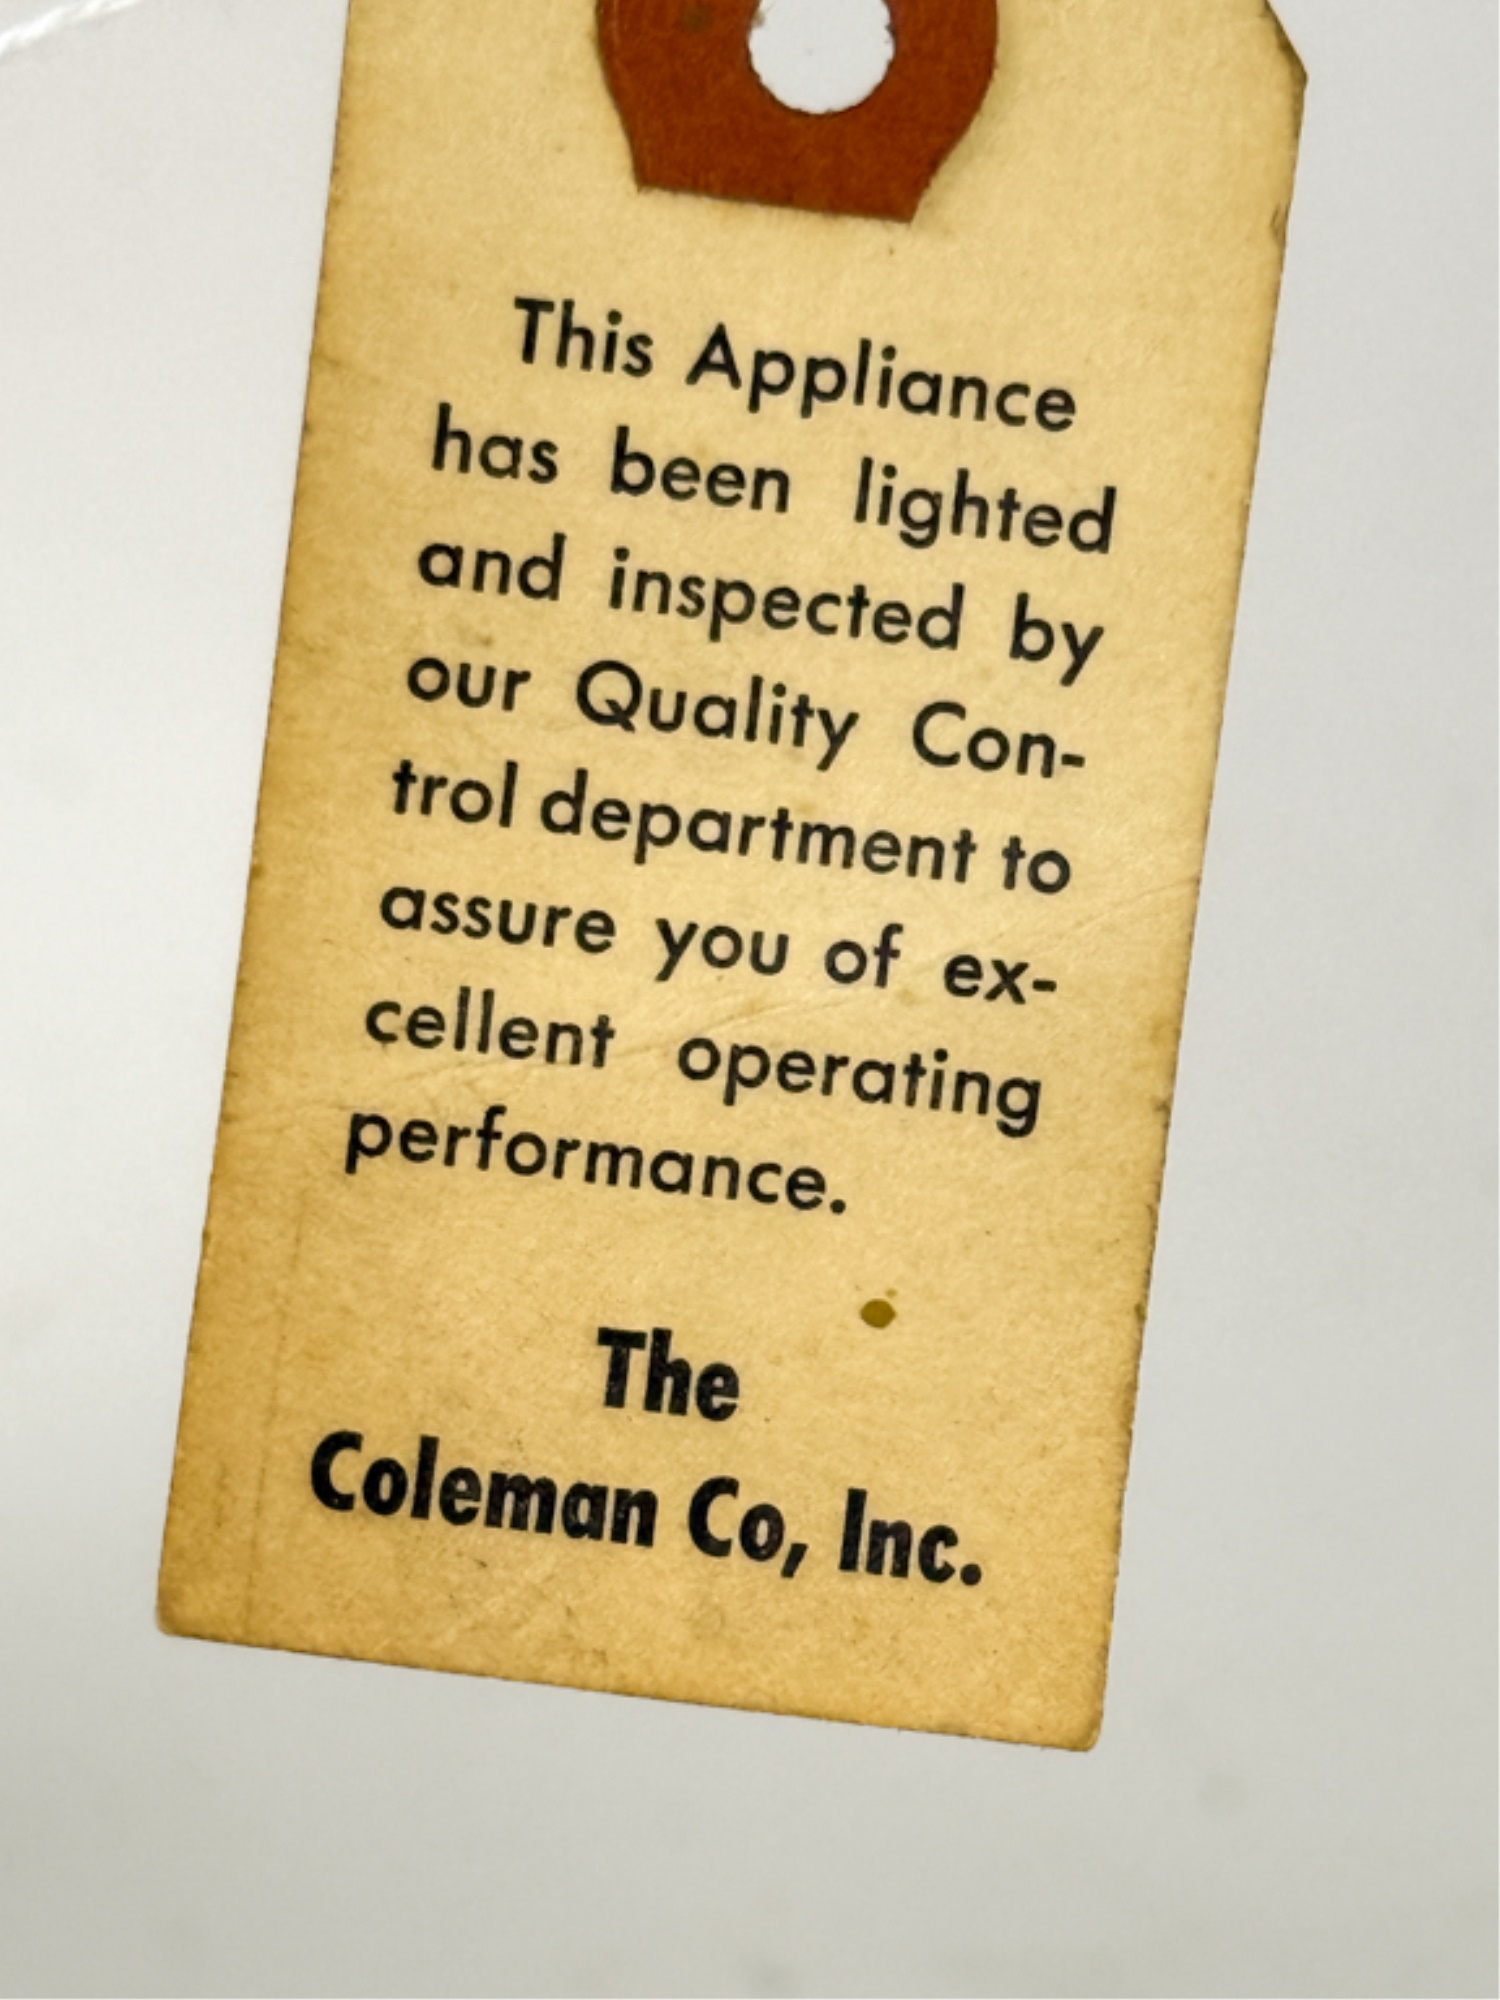 This Appliance
has been lighted
and inspected by
our Quality Con-
trol department to
assure you of ex-
cellent operating
performance.
The
Coleman Co, Inc.